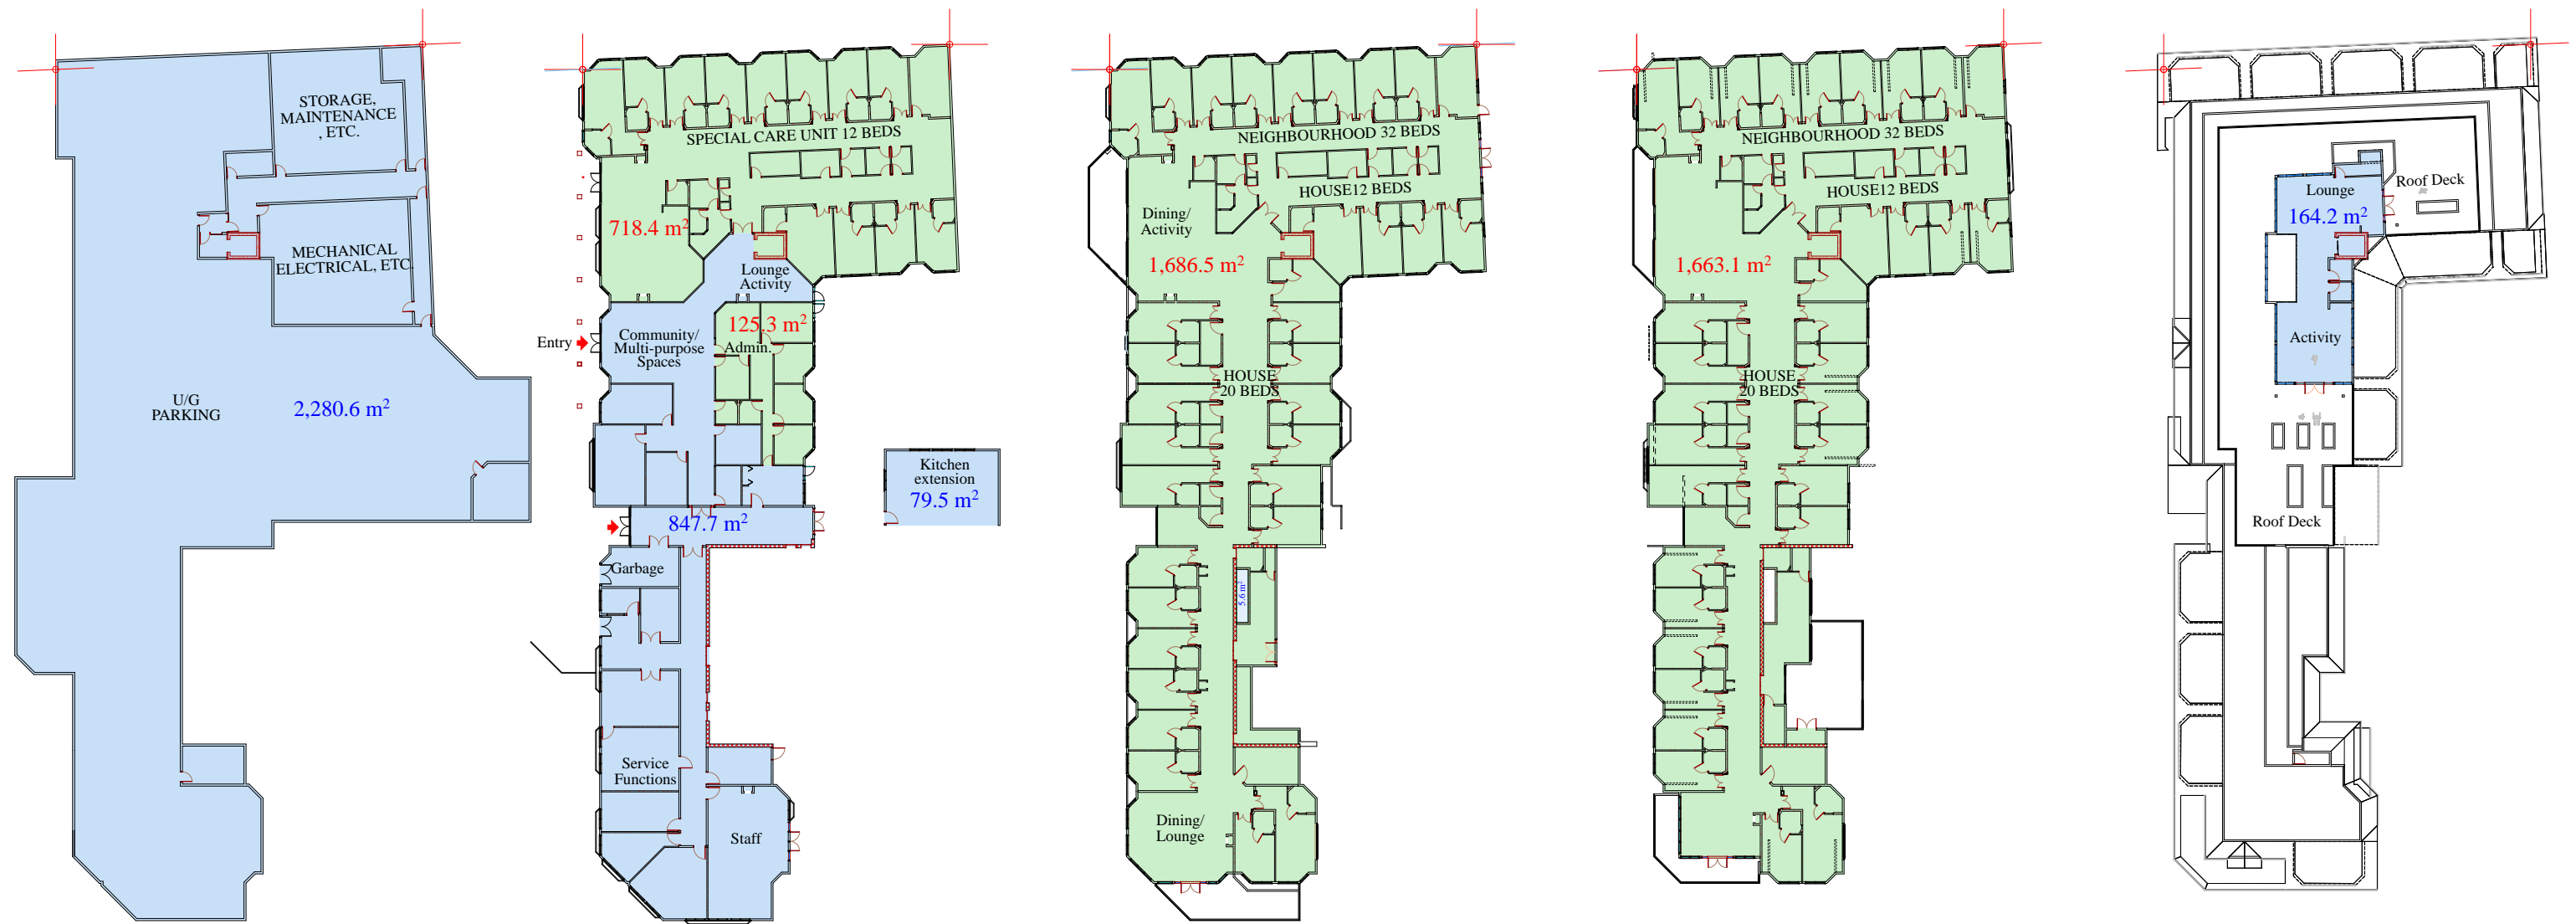 STORAGE,
MAINTENANCE
, ETC.
MECHANICAL
ELECTRICAL, ETC.
U/G
PARKING
2,280.6 m²
SPECIAL CARE UNIT 12 BEDS
718.4 m²
Lounge
Activity
125.3 m²
Admin.
Community/
Multi-purpose
Spaces
Entry
847.7 m²
Garbage
Service
Functions
Staff
Kitchen
extension
79.5 m²
NEIGHBOURHOOD 32 BEDS
HOUSE12 BEDS
Dining/
Activity
1,686.5 m²
HOUSE
20 BEDS
5.6 m²
Dining/
Lounge
NEIGHBOURHOOD 32 BEDS
HOUSE12 BEDS
1,663.1 m²
HOUSE
20 BEDS
Lounge
164.2 m²
Roof Deck
Activity
Roof Deck